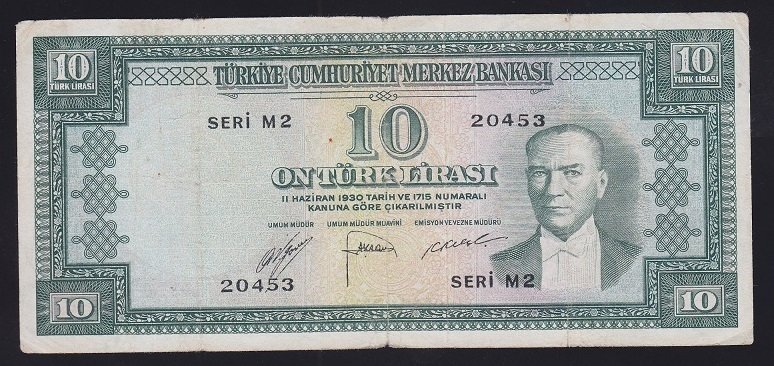 10 TÜRK LİRASI
TÜRKİYE CUMHURİYET MERKEZ BANKASI
10 TÜRK LİRASI
SERİ M2
10
20453
ON TÜRK LİRASI
11 HAZİRAN 1930 TARİH VE 1715 NUMARALI
KANUNA GÖRE ÇIKARILMIŞTIR
UMUM MÜDÜR UMUM MÜDÜR MUAVİNİ EMİSYON VE VEZNE MÜDÜRÜ
20453
SERİ M2
10
10